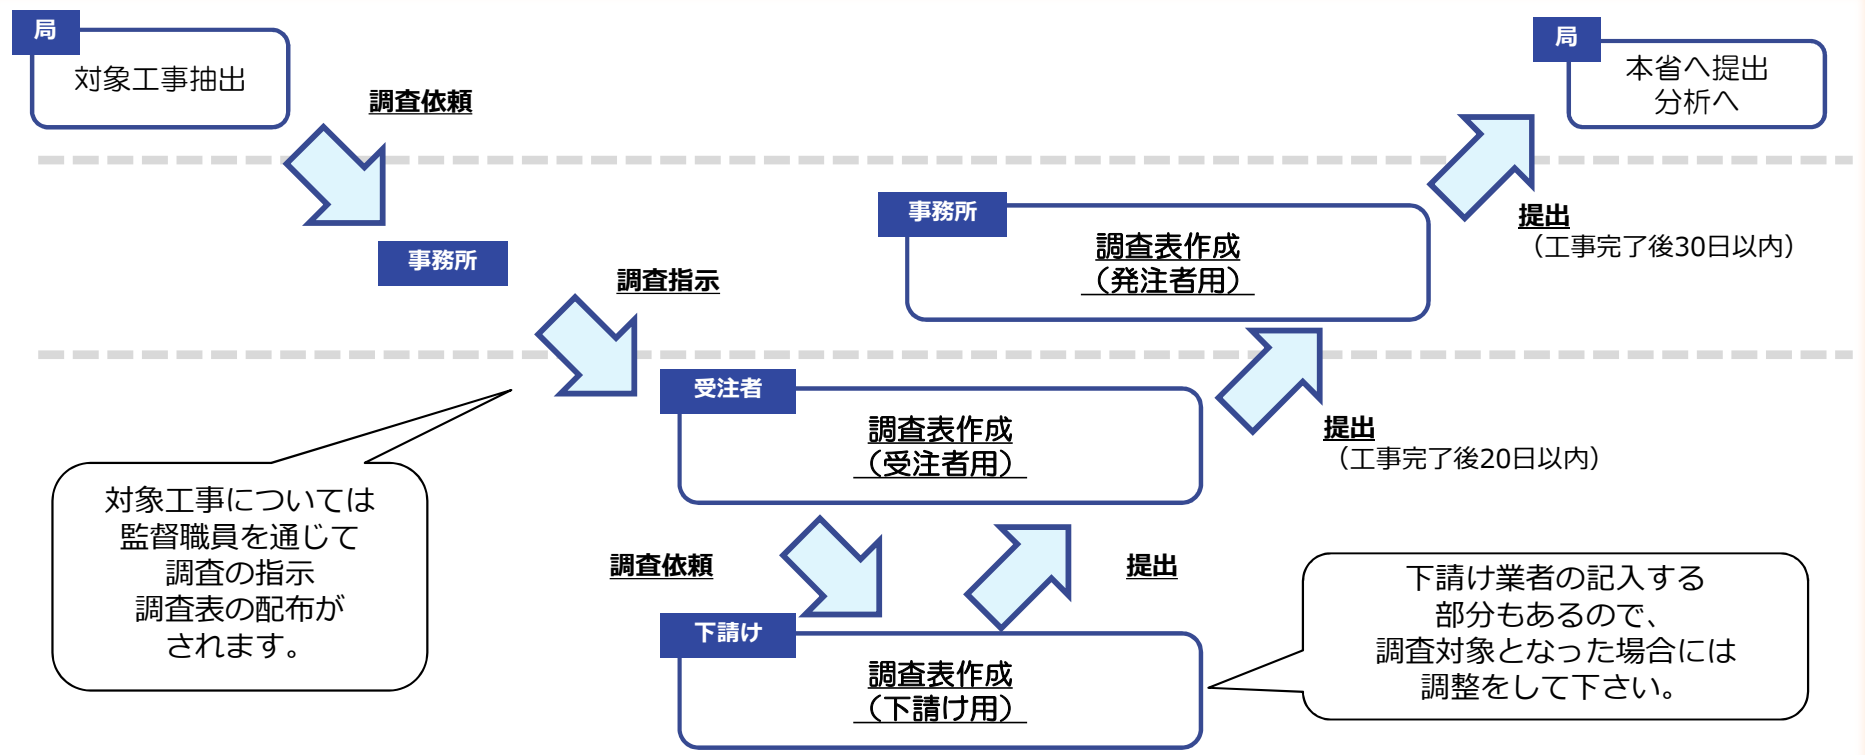 局
対象工事抽出
調査依頼
局
本省へ提出
分析へ
事務所
調査指示
事務所
調査表作成
（発注者用）
提出
（工事完了後30日以内）
受注者
調査表作成
（受注者用）
提出
（工事完了後20日以内）
対象工事については
監督職員を通じて
調査の指示
調査表の配布が
されます。
調査依頼
提出
下請け
調査表作成
（下請け用）
下請け業者の記入する
部分もあるので、
調査対象となった場合には
調整をして下さい。